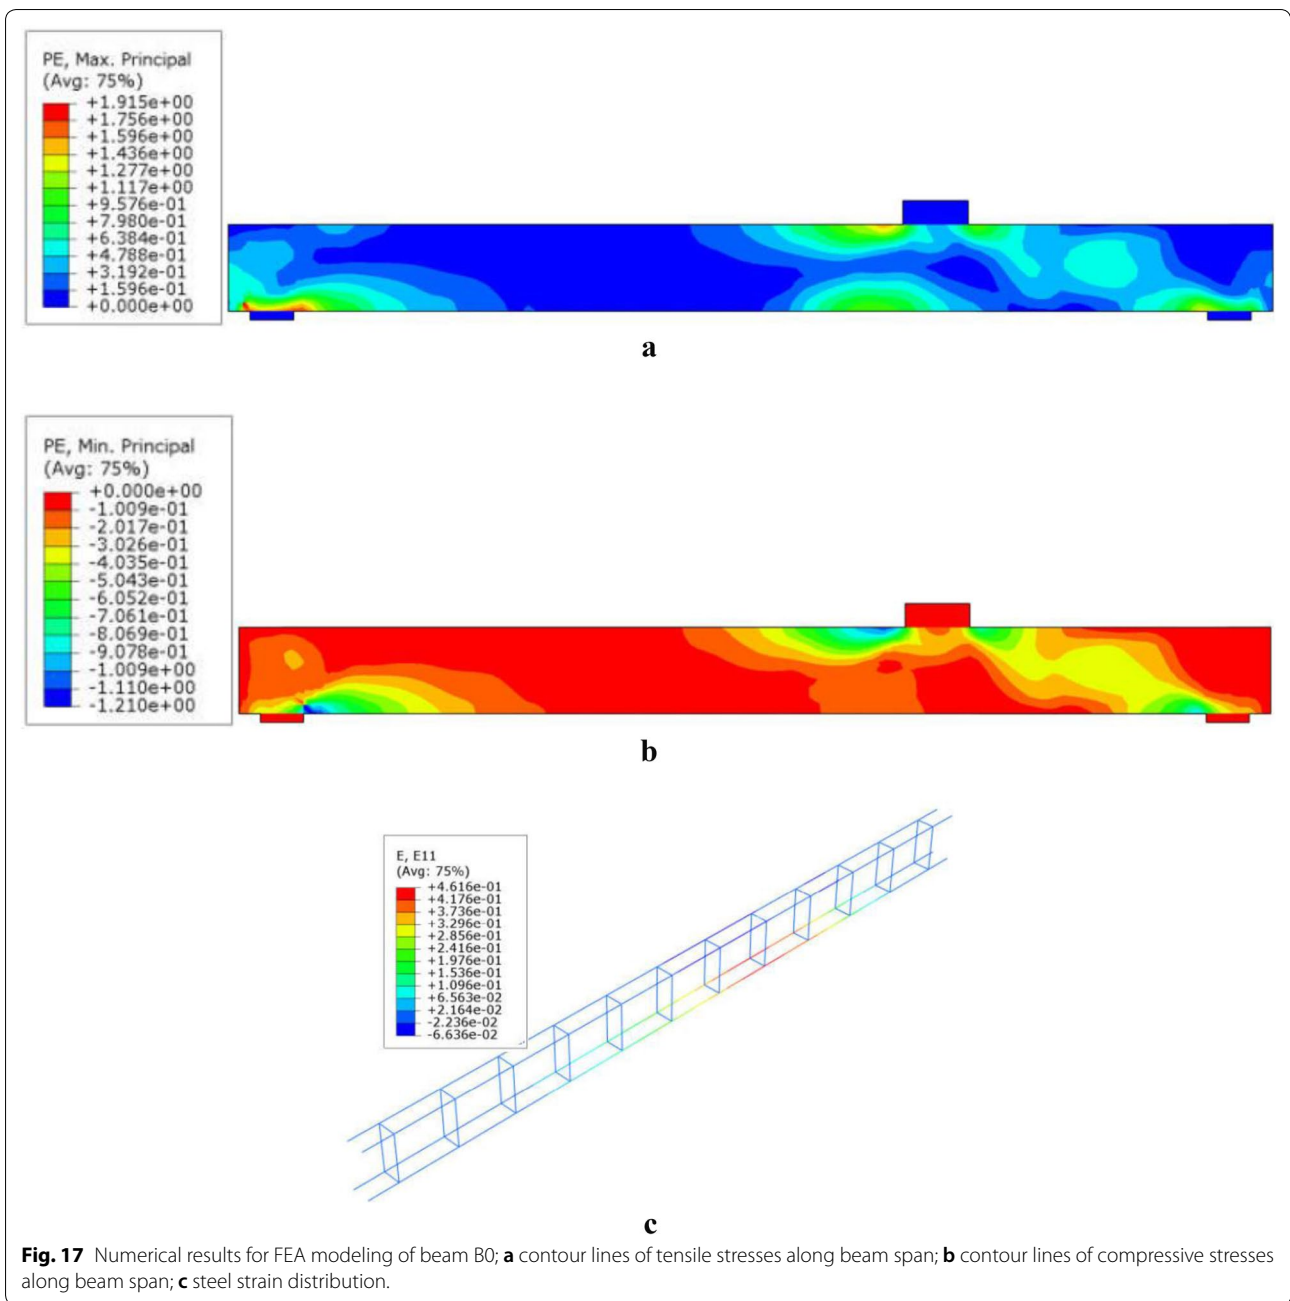 PE, Max. Principal
(Avg: 75%)
+1.915e+00
+1.756e+00
+1.596e+00
+1.436e+00
+1.277e+00
+1.117e+00
+9.576e-01
+7.980e-01
+6.384e-01
+4.788e-01
+3.192e-01
+1.596e-01
+0.000e+00
a
PE, Min. Principal
(Avg: 75%)
+0.000e+00
-1.009e-01
-2.017e-01
-3.026e-01
-4.035e-01
-5.043e-01
-6.052e-01
-7.061e-01
-8.069e-01
-9.078e-01
-1.009e+00
-1.110e+00
-1.210e+00
b
E, E11
(Avg: 75%)
+4.616e-01
+4.176e-01
+3.736e-01
+3.296e-01
+2.856e-01
+2.416e-01
+1.976e-01
+1.536e-01
+1.096e-01
+6.563e-02
+2.164e-02
-2.236e-02
-6.636e-02
c
Fig. 17 Numerical results for FEA modeling of beam B0; a contour lines of tensile stresses along beam span; b contour lines of compressive stresses
along beam span; c steel strain distribution.